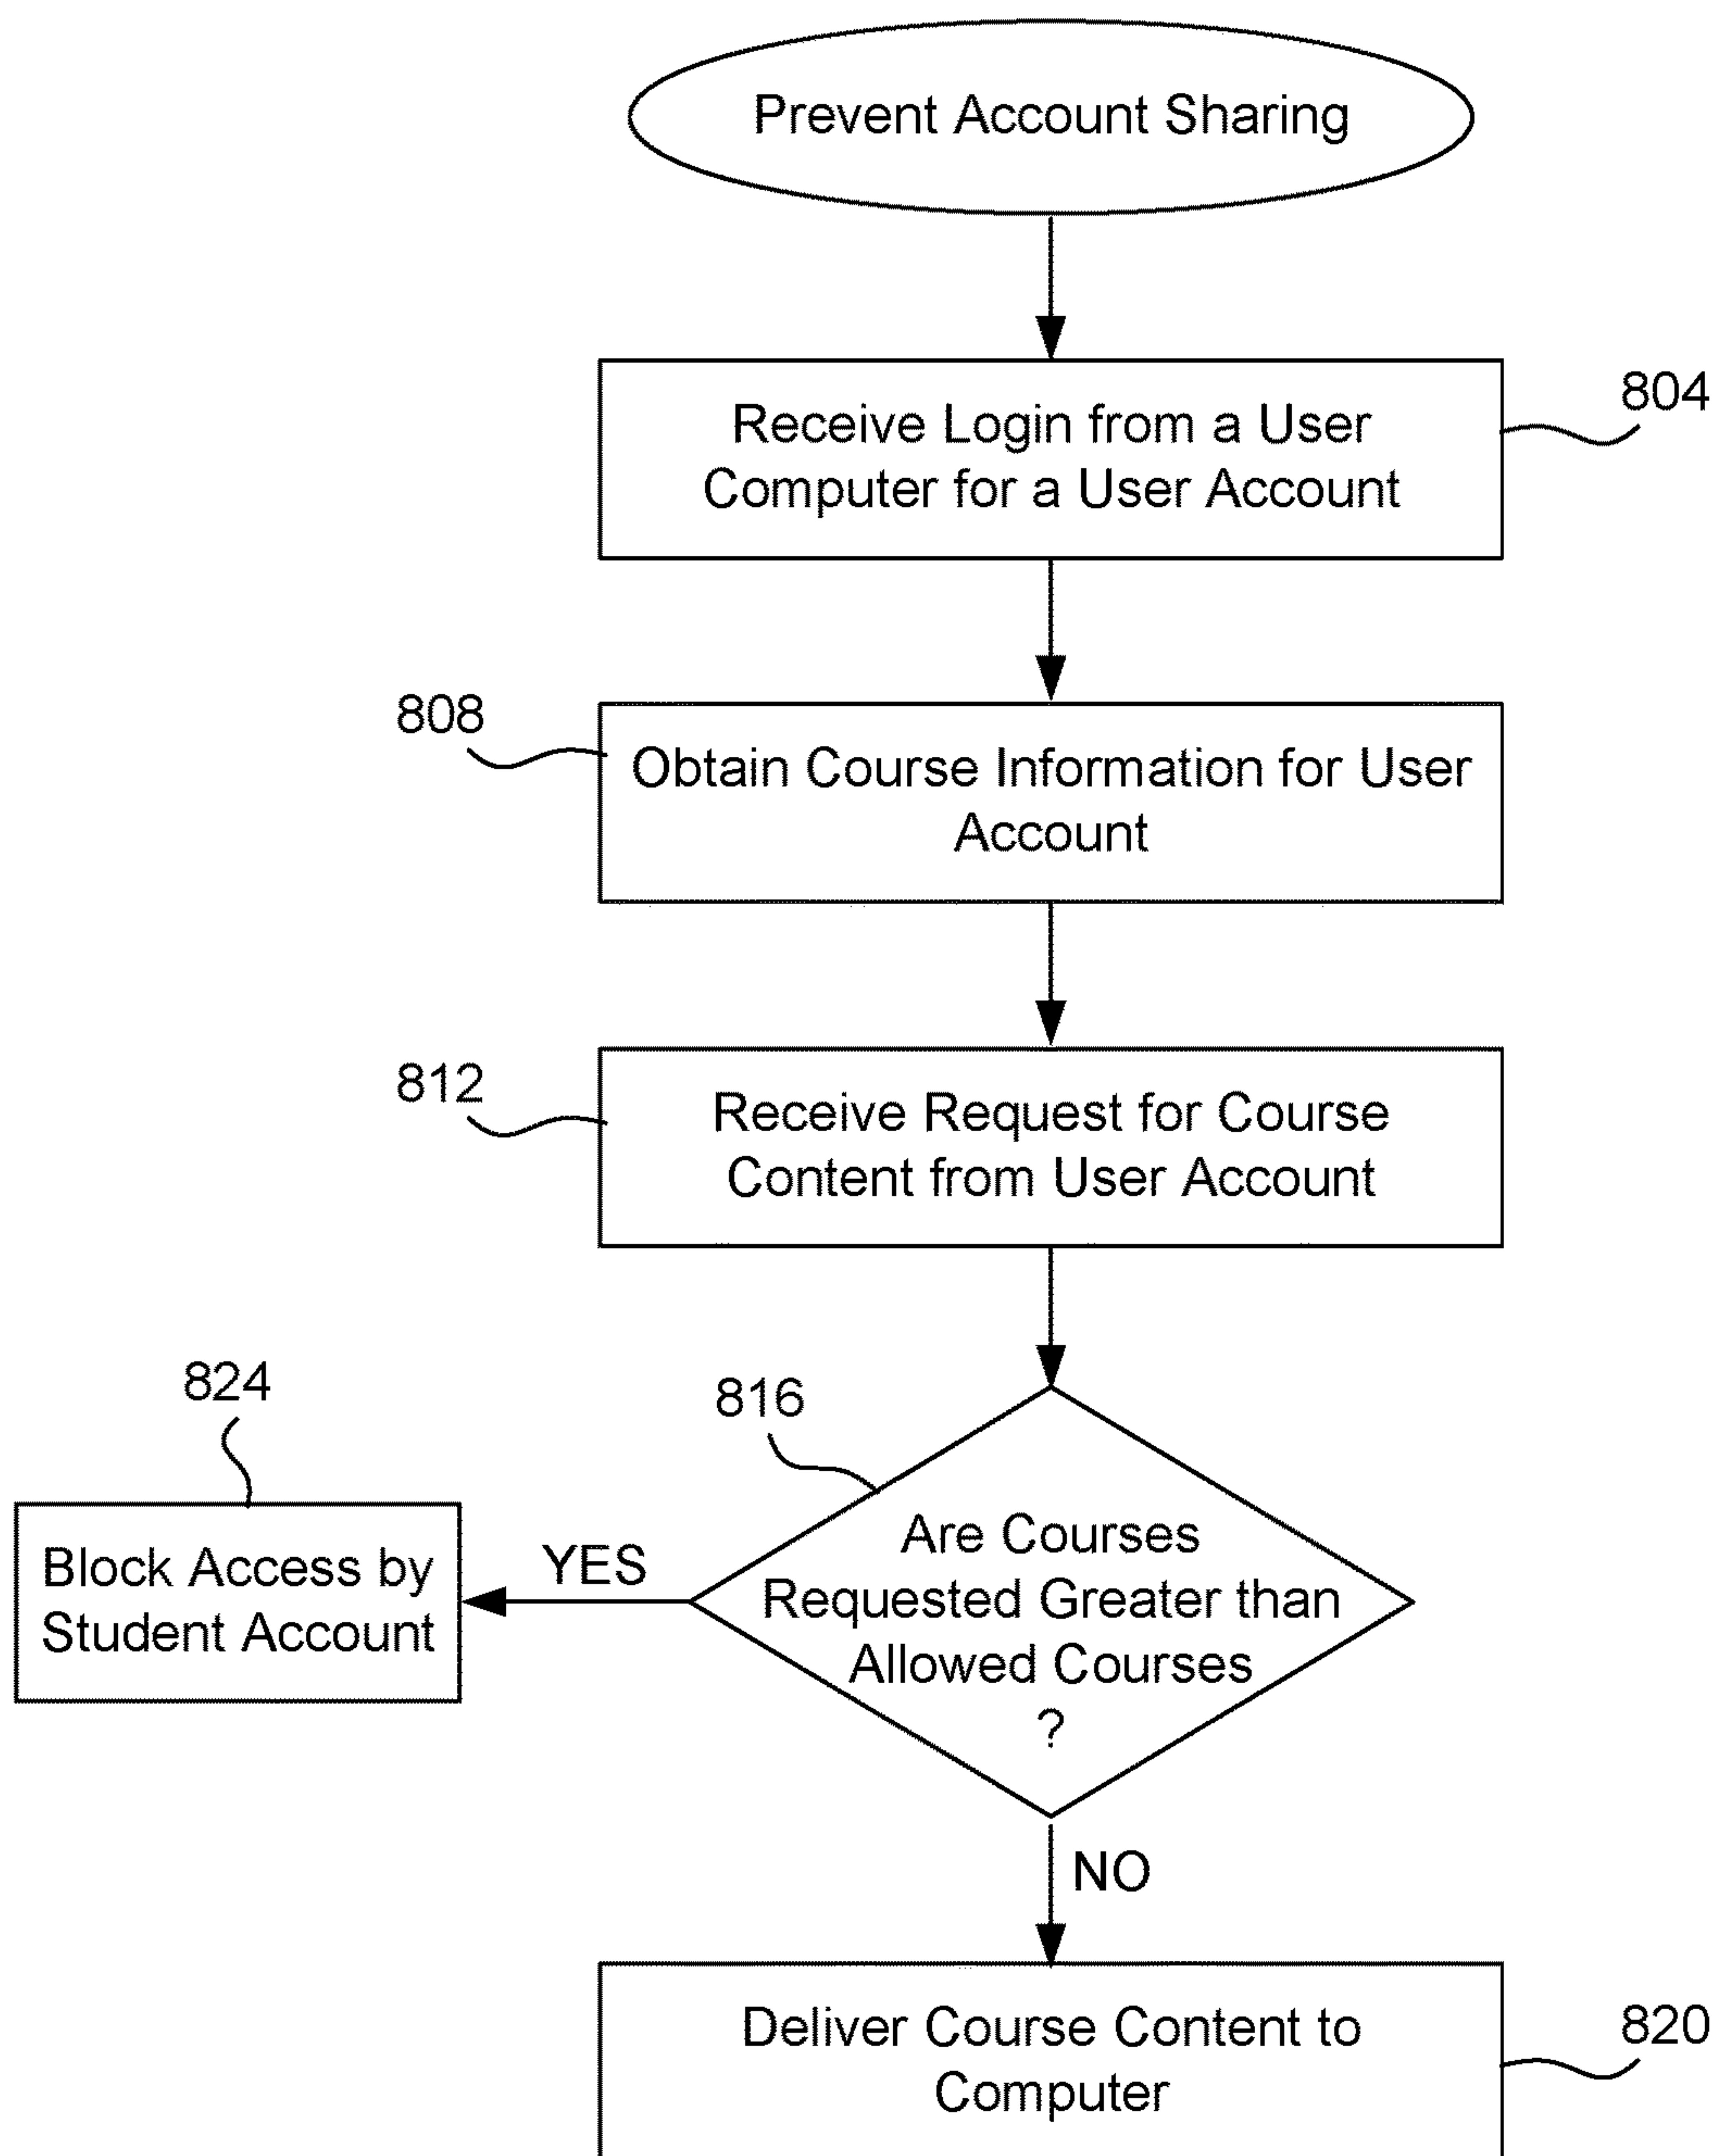 Prevent Account Sharing
804
Receive Login from a User
Computer for a User Account
808
Obtain Course Information for User
Account
812
Receive Request for Course
Content from User Account
824
816
Block Access by
Student Account
YES
Are Courses
Requested Greater than
Allowed Courses
?
NO
820
Deliver Course Content to
Computer